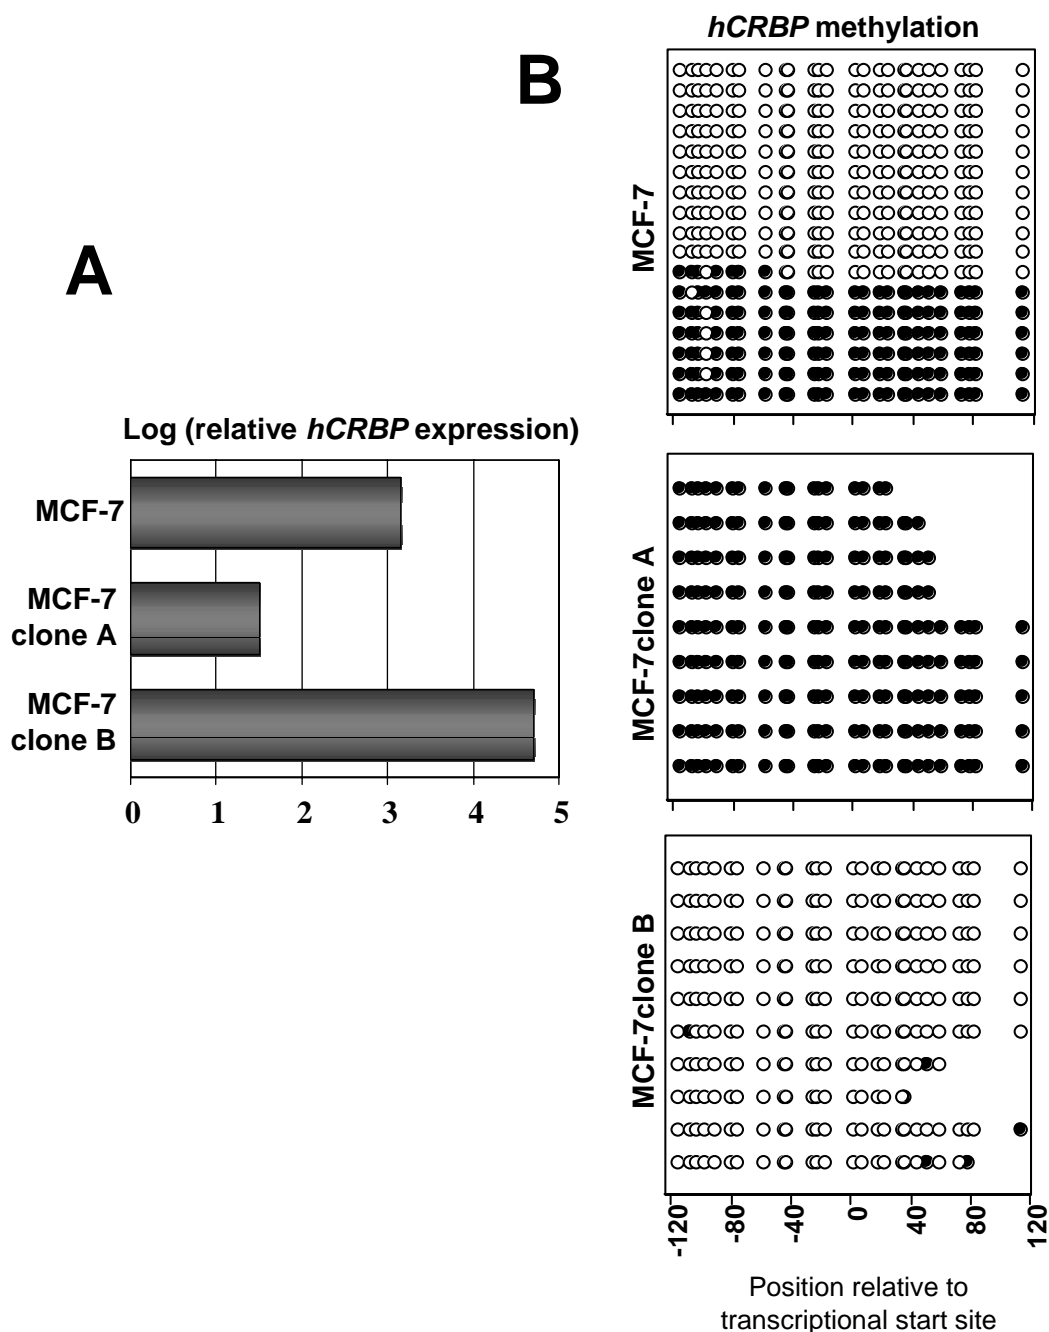 A
Log (relative hCRBP expression)
MCF-7
MCF-7
clone A
MCF-7
clone B
0 1 2 3 4 5
B
hCRBP methylation
MCF-7
MCF-7clone A
MCF-7clone B
-120 -80 -40 0 40 80 120
Position relative to
transcriptional start site